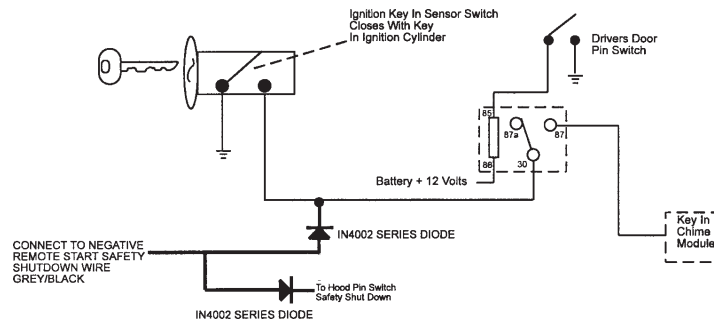 Ignition Key In Sensor Switch
Closes With Key
In Ignition Cylinder
Drivers Door
Pin Switch
85
87a
87
86
30
Battery + 12 Volts
Key In
Chime
Module
IN4002 SERIES DIODE
CONNECT TO NEGATIVE
REMOTE START SAFETY
SHUTDOWN WIRE
GREY/BLACK
To Hood Pin Switch
Safety Shut Down
IN4002 SERIES DIODE